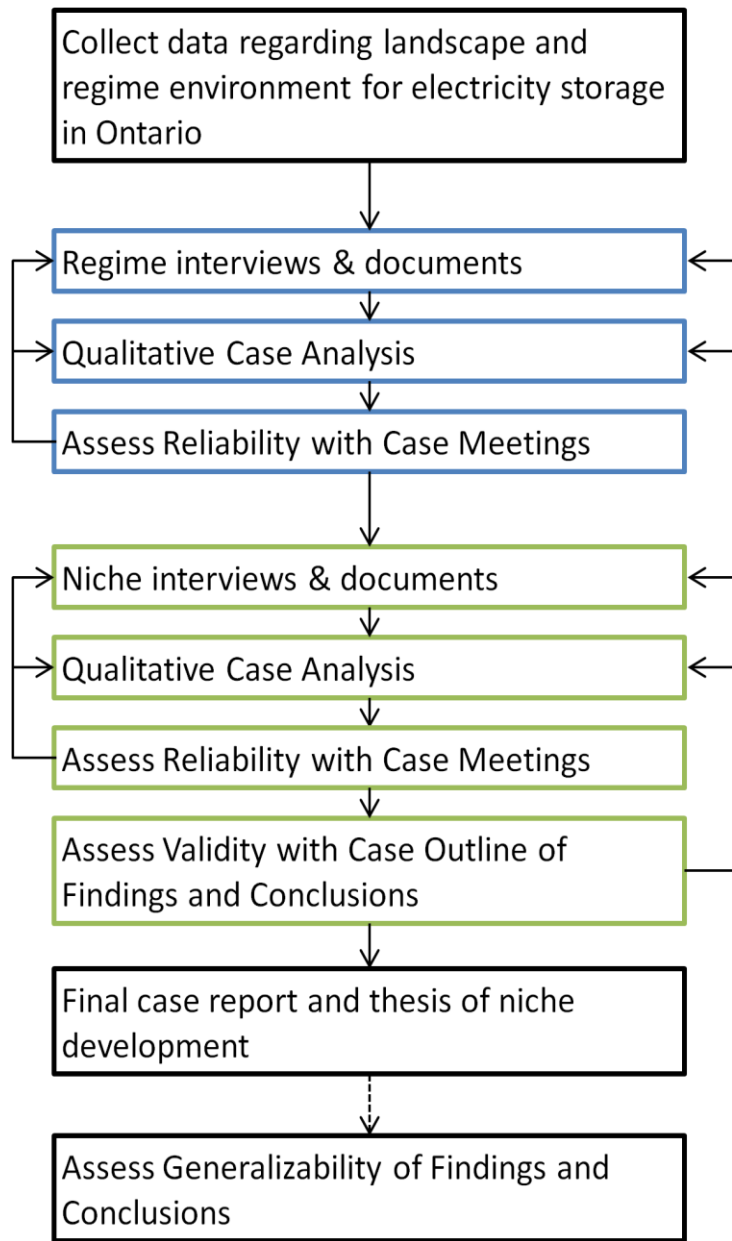 Collect data regarding landscape and
regime environment for electricity storage
in Ontario
Regime interviews & documents
Qualitative Case Analysis
Assess Reliability with Case Meetings
Niche interviews & documents
Qualitative Case Analysis
Assess Reliability with Case Meetings
Assess Validity with Case Outline of
Findings and Conclusions
Final case report and thesis of niche
development
Assess Generalizability of Findings and
Conclusions